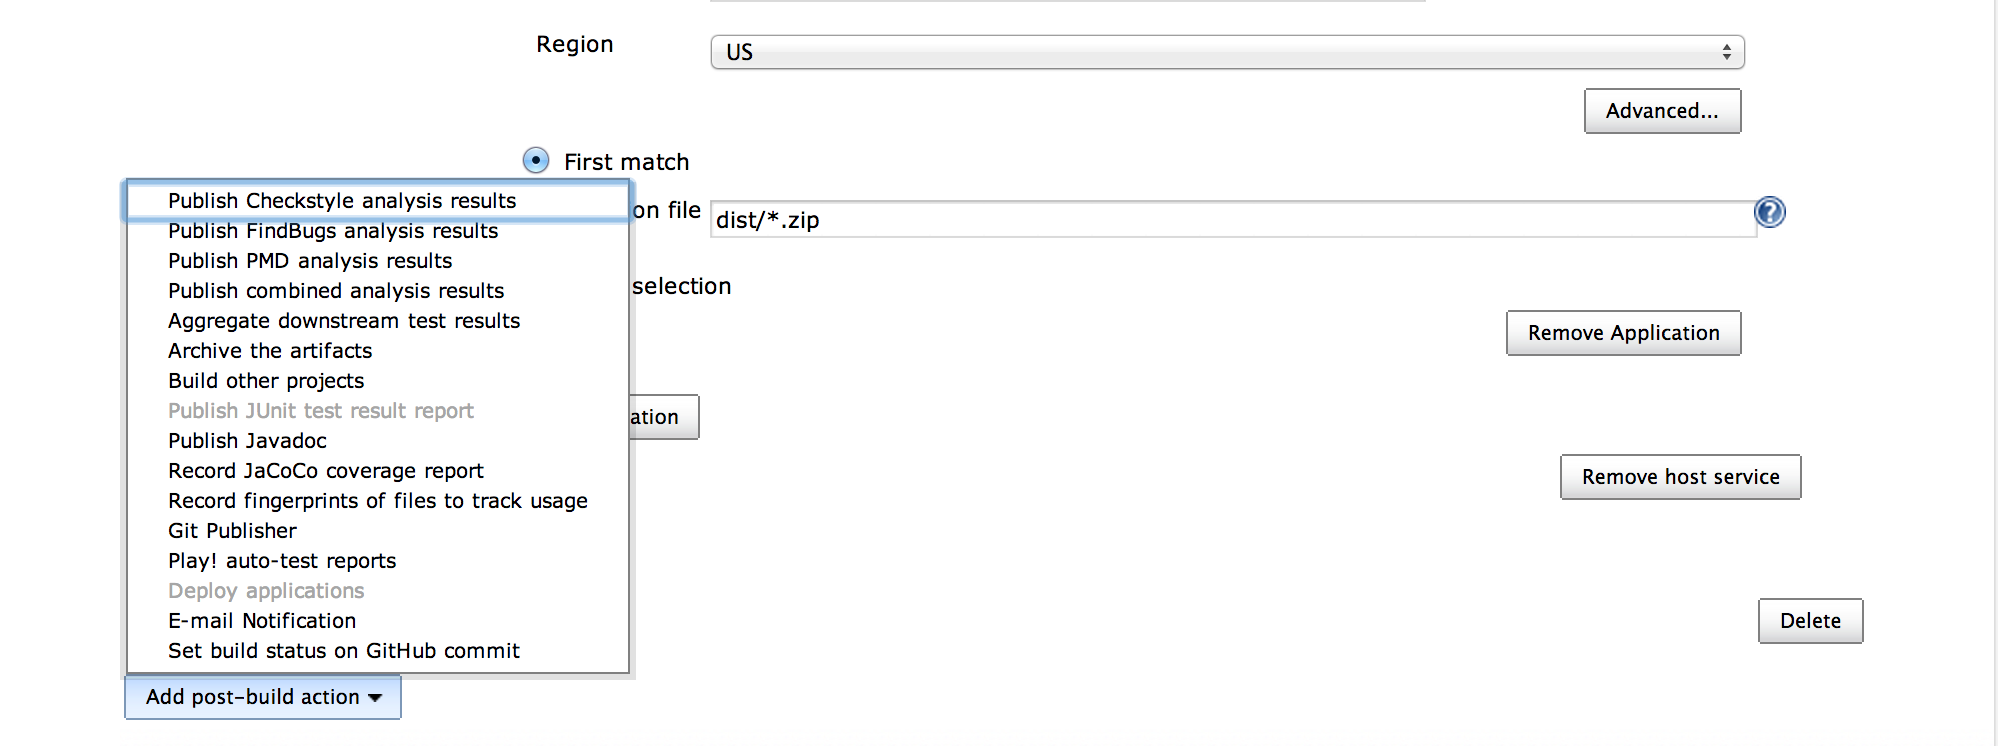 Region
US
Advanced...
First match
Publish Checkstyle analysis results
on file
dist/*.zip
?
Publish FindBugs analysis results
Publish PMD analysis results
Publish combined analysis results
selection
Aggregate downstream test results
Remove Application
Archive the artifacts
Build other projects
Publish JUnit test result report
ation
Publish Javadoc
Record JaCoCo coverage report
Remove host service
Record fingerprints of files to track usage
Git Publisher
Play! auto-test reports
Deploy applications
E-mail Notification
Delete
Set build status on GitHub commit
Add post-build action